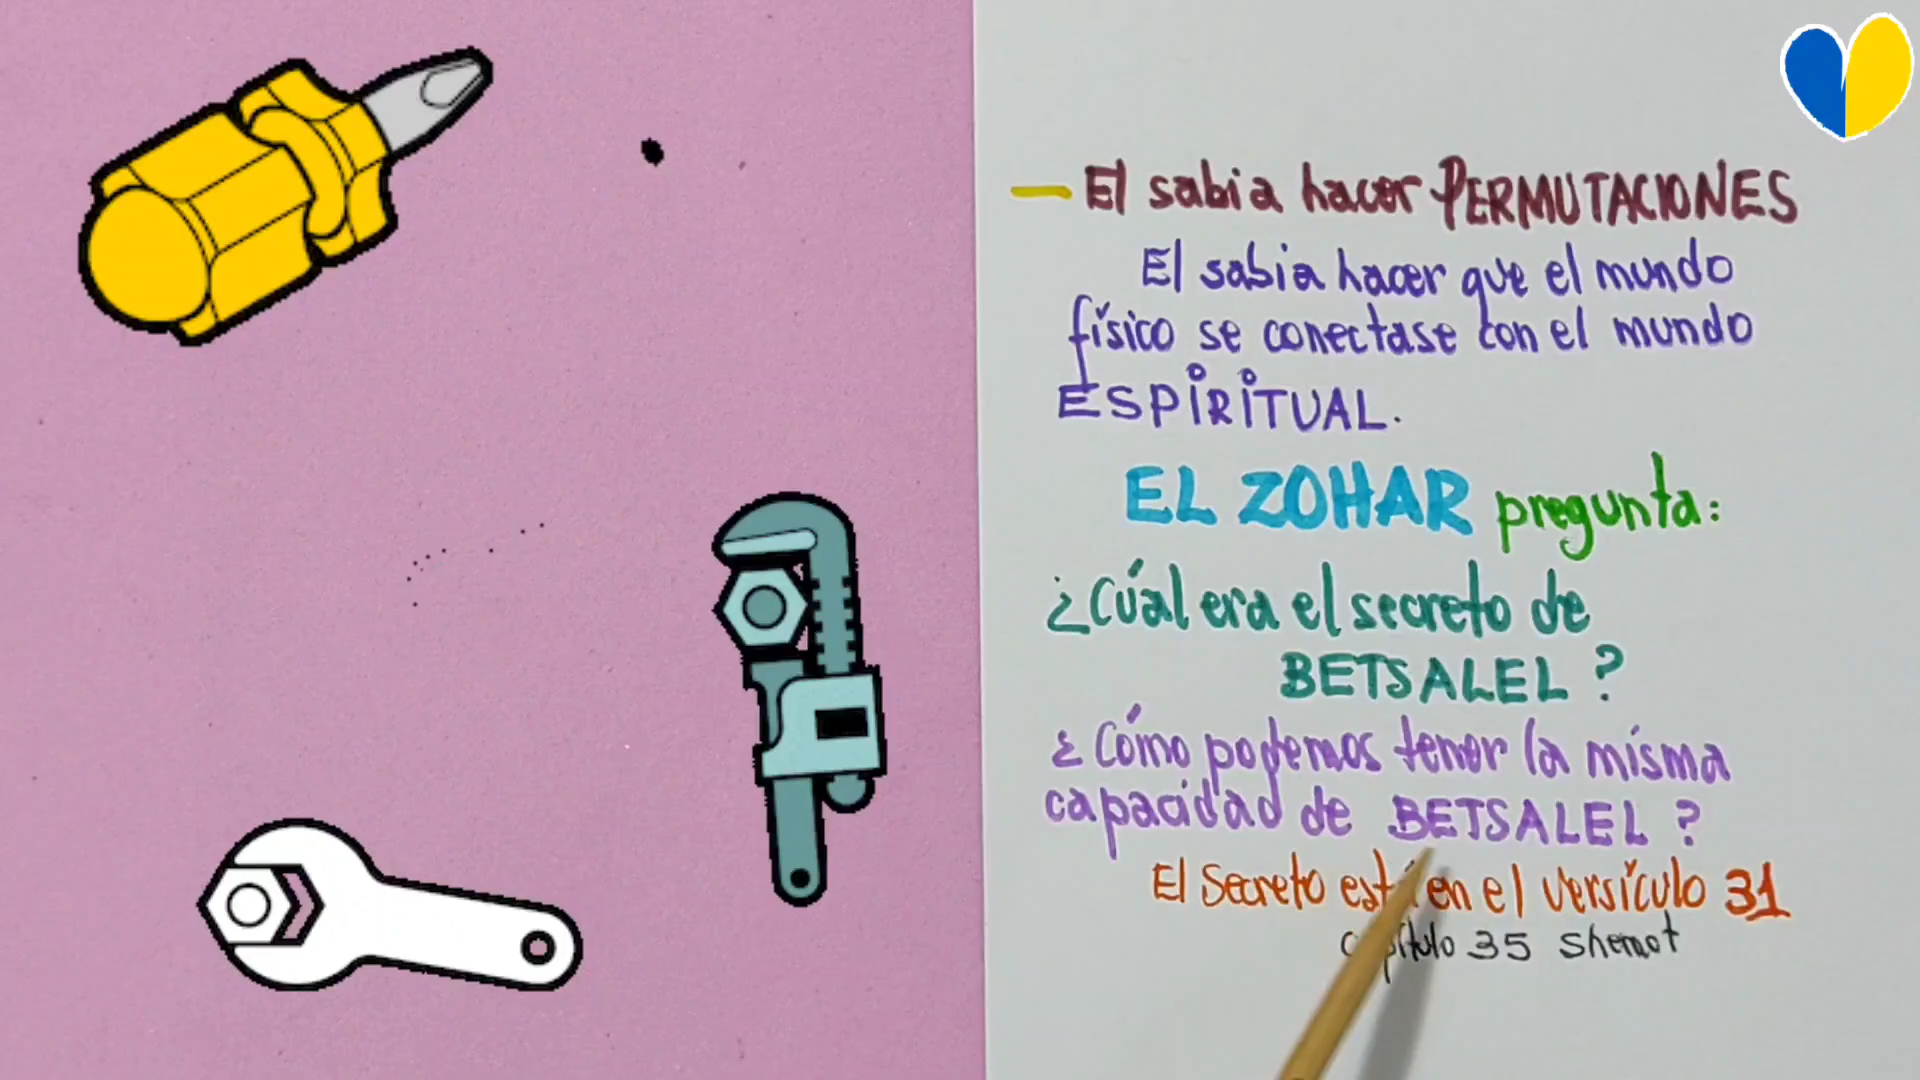 — El sabia hacer PERMUTACIONES
El sabia hacer que el mundo
físico se conectase con el mundo
ESPIRITUAL.
EL ZOHAR pregunta:
¿Cúal era el secreto de
BETSALEL ?
¿Cómo podemos tener la misma
capacidad de BETSALEL ?
El Secreto está en el versículo 31
capítulo 35 Shemot